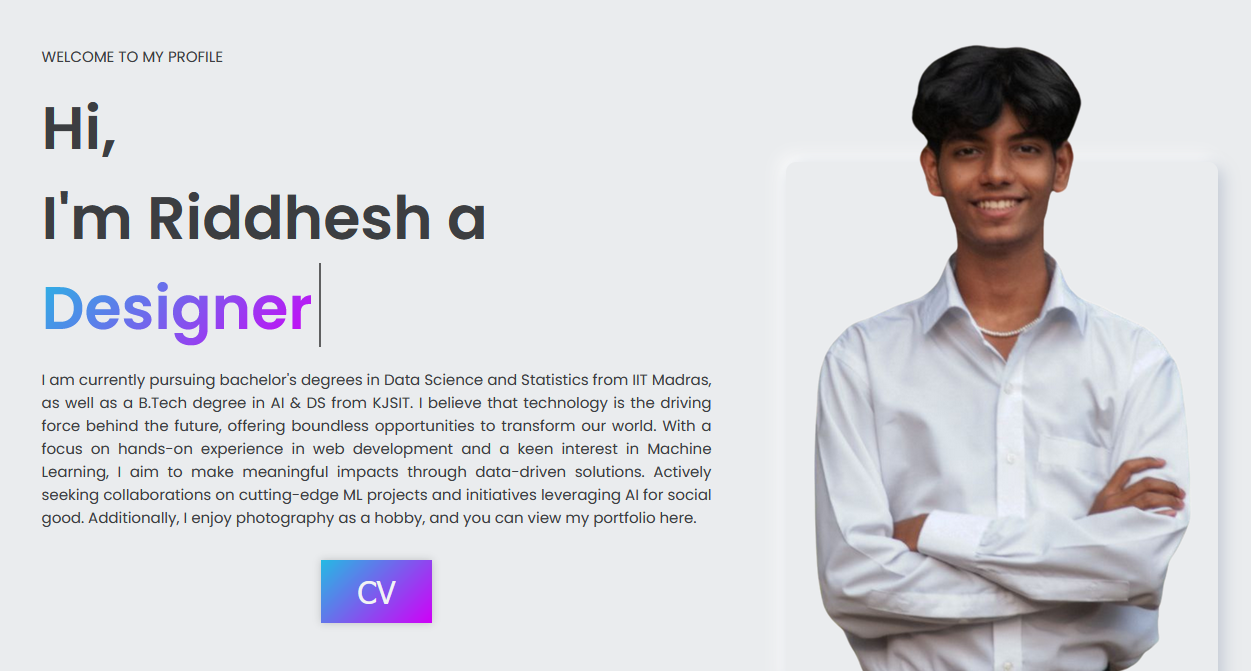 WELCOME TO MY PROFILE
Hi,
I'm Riddhesh a
Designer
I am currently pursuing bachelor's degrees in Data Science and Statistics from IIT Madras,
as well as a B.Tech degree in AI & DS from KJSIT. I believe that technology is the driving
force behind the future, offering boundless opportunities to transform our world. With a
focus on hands-on experience in web development and a keen interest in Machine
Learning, I aim to make meaningful impacts through data-driven solutions. Actively
seeking collaborations on cutting-edge ML projects and initiatives leveraging AI for social
good. Additionally, I enjoy photography as a hobby, and you can view my portfolio here.
CV